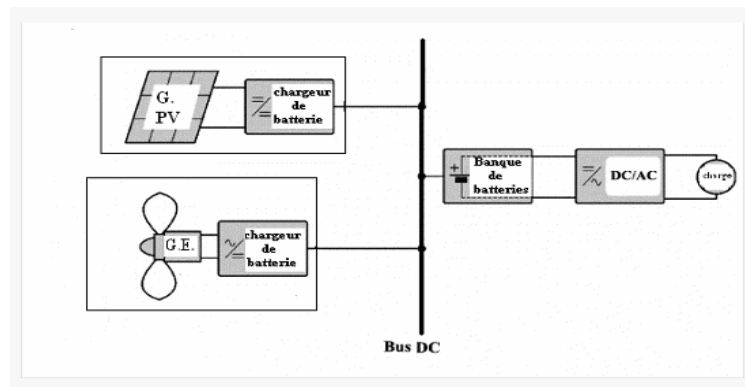 G.
PV
chargeur
de
batterie
G.E.
chargeur
de
batterie
+
Banque
de
batteries
DC/AC
charge
Bus DC